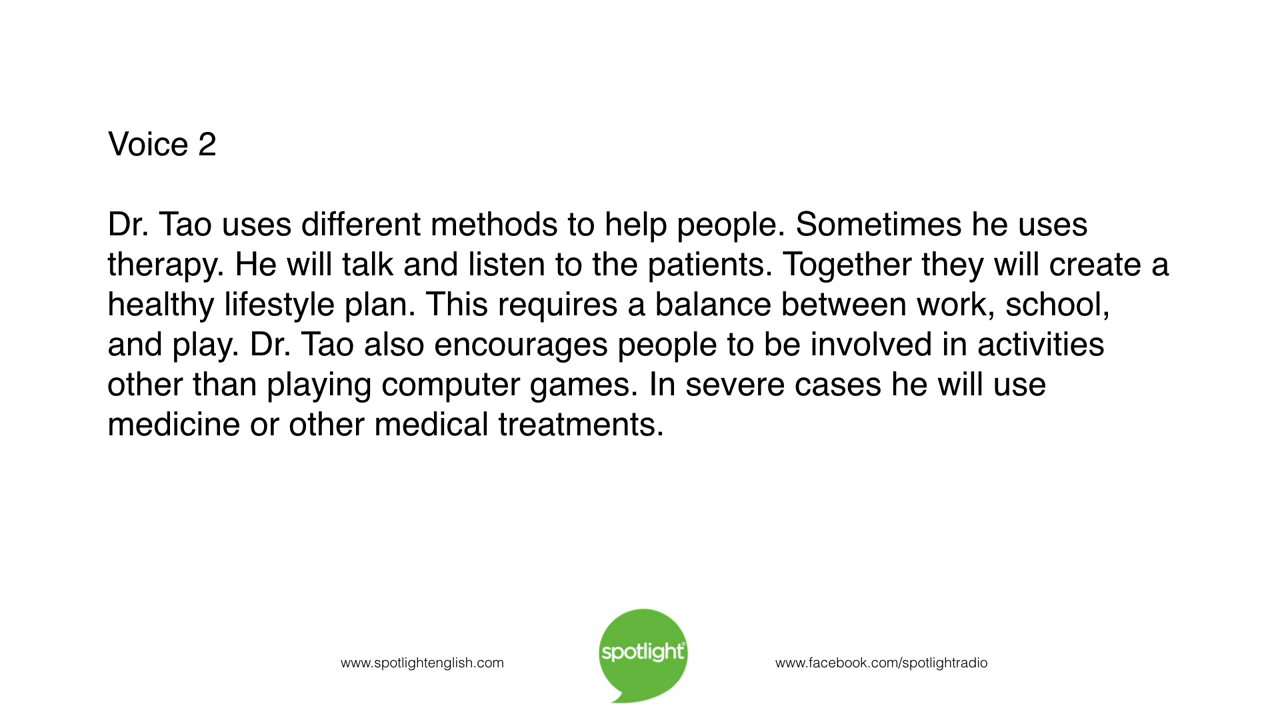 Voice 2
Dr. Tao uses different methods to help people. Sometimes he uses
therapy. He will talk and listen to the patients. Together they will create a
healthy lifestyle plan. This requires a balance between work, school,
and play. Dr. Tao also encourages people to be involved in activities
other than playing computer games. In severe cases he will use
medicine or other medical treatments.
www.spotlightenglish.com
spotlight®
www.facebook.com/spotlightradio